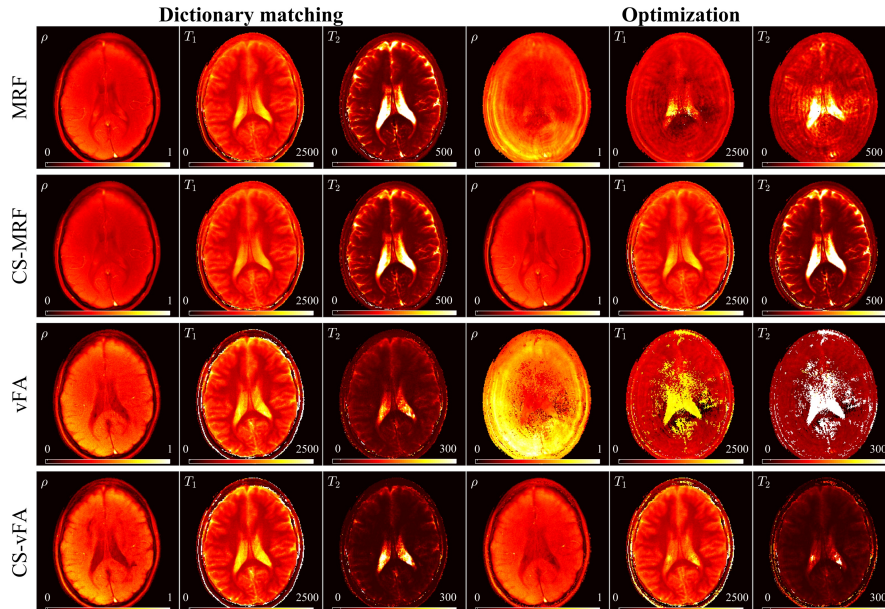 Dictionary matching Optimization
MRF
ρ T1 T2 ρ T1 T2
0 1 0 2500 0 500 0 1 0 2500 0 500
CS-MRF
ρ T1 T2 ρ T1 T2
0 1 0 2500 0 500 0 1 0 2500 0 500
vFA
ρ T1 T2 ρ T1 T2
0 1 0 2500 0 300 0 1 0 2500 0 300
CS-vFA
ρ T1 T2 ρ T1 T2
0 1 0 2500 0 300 0 1 0 2500 0 300